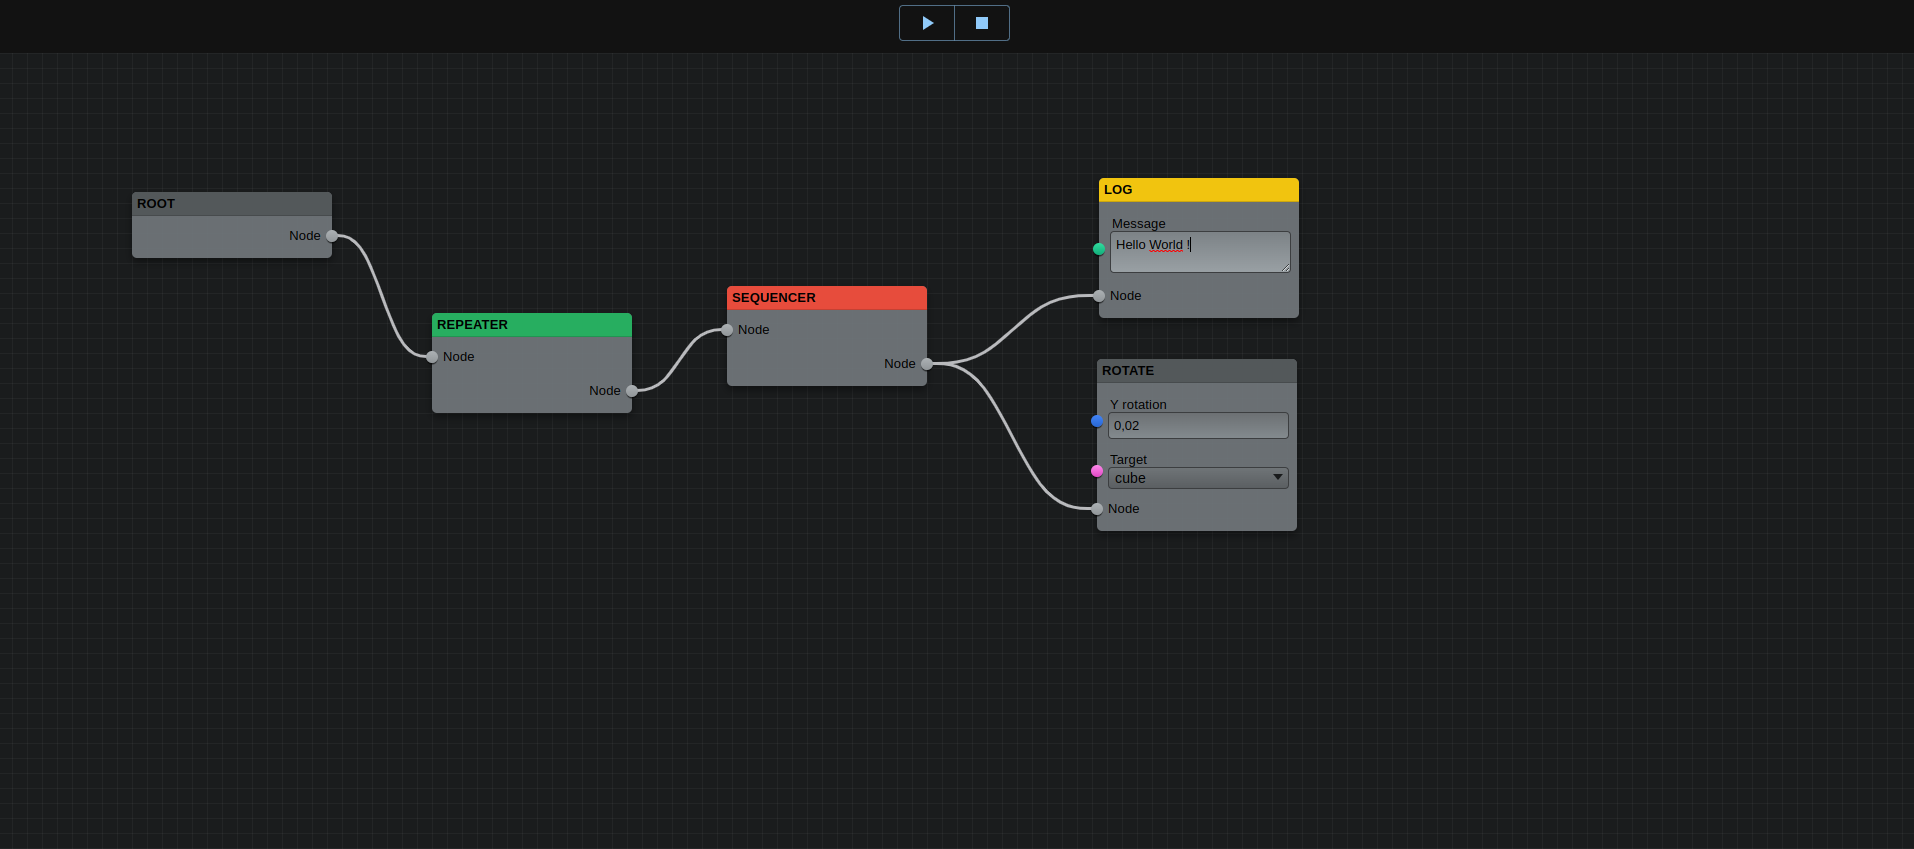 ROOT
Node
REPEATER
Node
Node
SEQUENCER
Node
Node
LOG
Message
Hello World !
Node
ROTATE
Y rotation
0,02
Target
cube
Node